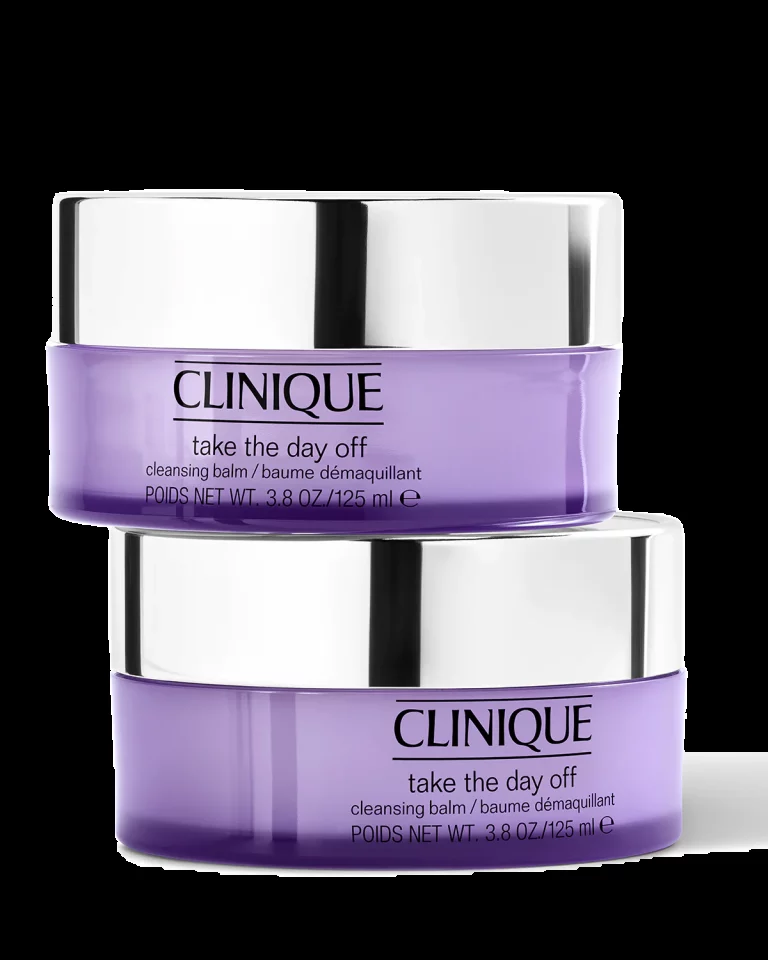 CLINIQUE
take the day off
cleansing balm / baume démaquillant
POIDS NET WT. 3.8 OZ./125 ml ℮
CLINIQUE
take the day off
cleansing balm / baume démaquillant
POIDS NET WT. 3.8 OZ./125 ml ℮